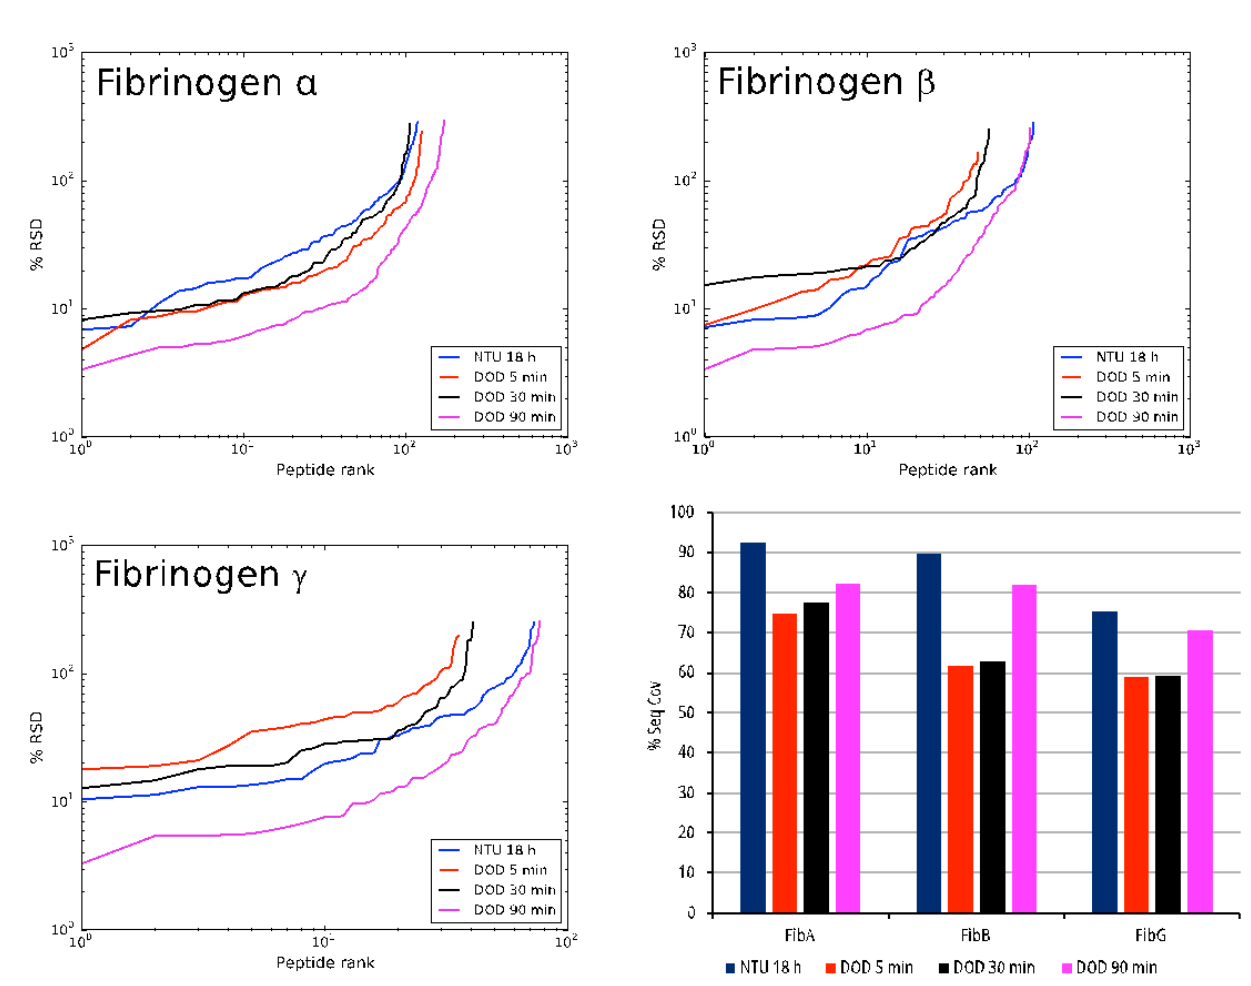 Fibrinogen α
10³
10²
10¹
10⁰
% RSD
10⁰ 10¹ 10² 10³
Peptide rank
NTU 18 h
DOD 5 min
DOD 30 min
DOD 90 min
Fibrinogen β
10³
10²
10¹
10⁰
% RSD
10⁰ 10¹ 10² 10³
Peptide rank
NTU 18 h
DOD 5 min
DOD 30 min
DOD 90 min
Fibrinogen γ
10³
10²
10¹
10⁰
% RSD
10⁰ 10¹ 10²
Peptide rank
NTU 18 h
DOD 5 min
DOD 30 min
DOD 90 min
100
90
80
70
60
50
40
30
20
10
0
% Seq Cov
FibA FibB FibG
NTU 18 h DOD 5 min DOD 30 min DOD 90 min